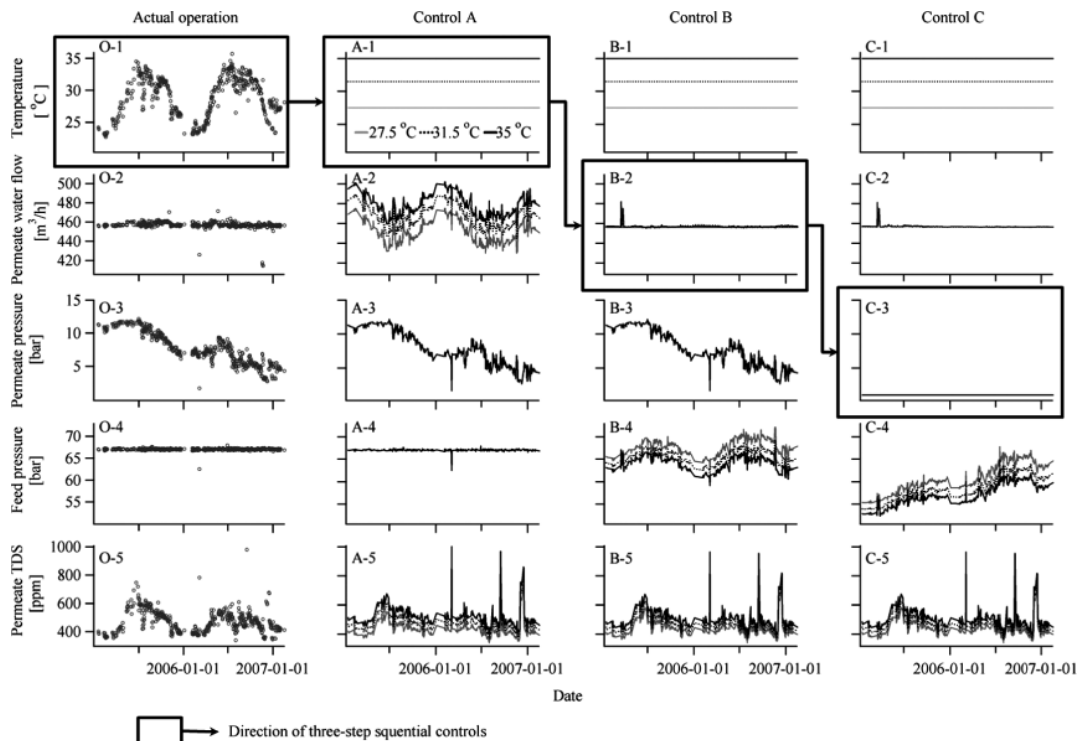 Actual operation Control A Control B Control C
Temperature
[ °C]
35
30
25
O-1
A-1
27.5 °C 31.5 °C 35 °C
B-1
C-1
Permeate water flow
[m³/h]
500
480
460
440
420
O-2
A-2
B-2
C-2
Permeate pressure
[bar]
15
10
5
O-3
A-3
B-3
C-3
Feed pressure
[bar]
70
65
60
55
O-4
A-4
B-4
C-4
Permeate TDS
[ppm]
1000
800
600
400
O-5
A-5
B-5
C-5
2006-01-01 2007-01-01 2006-01-01 2007-01-01 2006-01-01 2007-01-01 2006-01-01 2007-01-01
Date
Direction of three-step squential controls